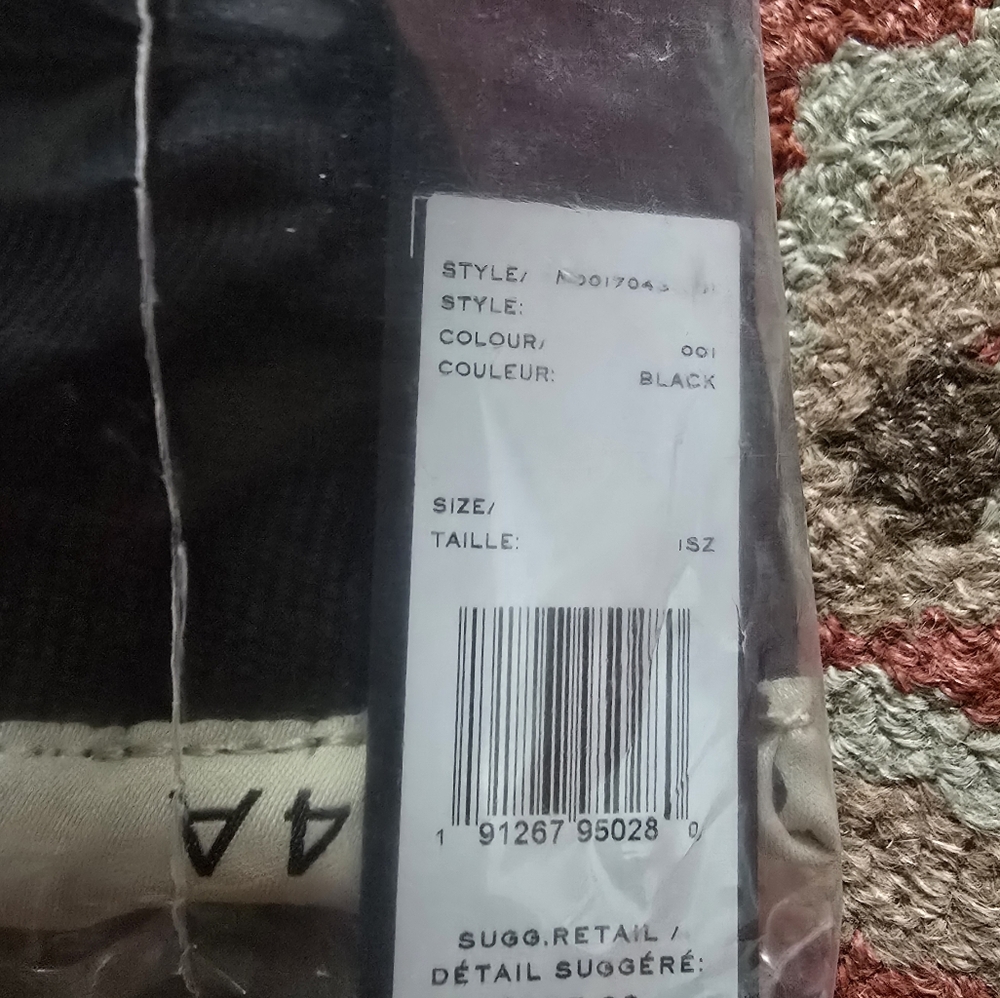 STYLE/
STYLE:
COLOUR/ 001
COULEUR: BLACK
SIZE/
TAILLE: 1SZ
1 91267 95028 0
SUGG.RETAIL /
DÉTAIL SUGGÉRÉ: